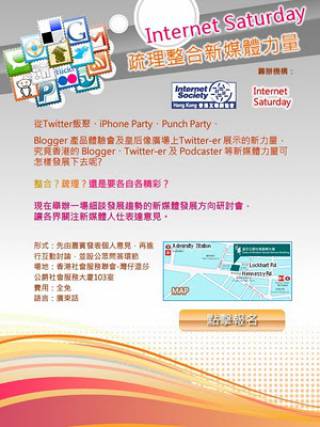 Internet Saturday
疏理整合新媒體力量
籌辦機構：
Internet Society
Hong Kong 香港互聯網協會
Internet Saturday
從Twitter飯聚、iPhone Party、Punch Party、
Blogger 產品體驗會及皇后像廣場上Twitter-er 展示的新力量，
究竟香港的 Blogger、Twitter-er 及 Podcaster 等新媒體力量可
怎樣發展下去呢?
整合？疏理？還是要各自各精彩？
現在舉辦一場細談發展趨勢的新媒體發展方向研討會，
讓各界關注新媒體人仕表達意見。
形式：先由嘉賓發表個人意見，再進
行互動討論，並設公眾問答環節
場地：香港社會服務聯會-灣仔溫莎
公爵社會服務大廈103室
費用：全免
語言：廣東話
Admiralty Station
Lockhart Rd.
Hennessy Rd.
MAP
點擊報名